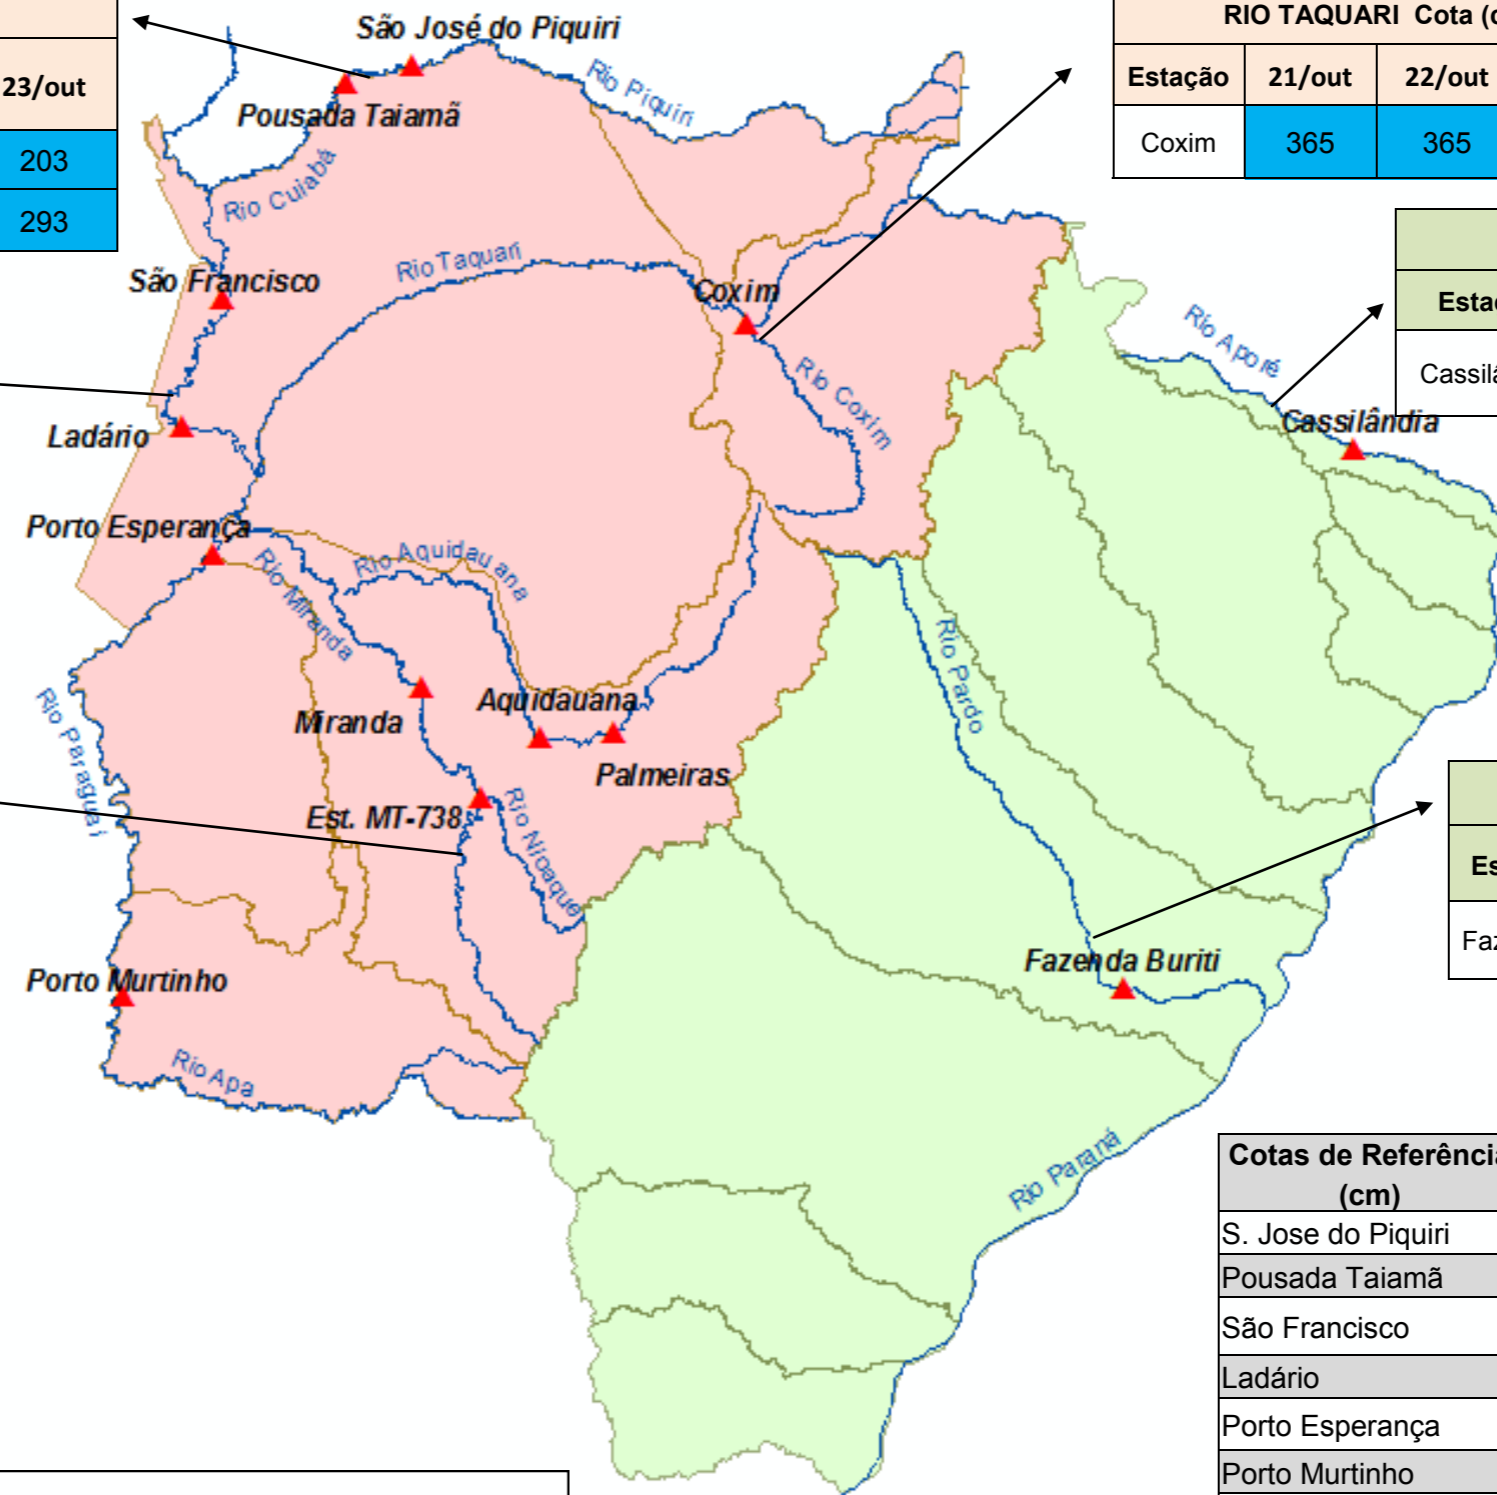 23/out
203
293
RIO TAQUARI Cota (c
Estação 21/out 22/out
Coxim 365 365
São José do Piquiri
Pousada Taiamã
Rio Piquiri
Rio Cuiabá
Rio Taquari
São Francisco
Coxim
Rio Coxim
Ladário
Porto Esperança
Rio Miranda
Rio Aquidauana
Rio Paraguai
Miranda
Aquidauana
Palmeiras
Est. MT-738
Rio Nioaque
Porto Murtinho
Rio Apa
Rio Aporé
Cassilândia
Rio Pardo
Fazenda Buriti
Rio Paraná
Esta
Cassilâ
Es
Faz
Cotas de Referência
(cm)
S. Jose do Piquiri
Pousada Taiamã
São Francisco
Ladário
Porto Esperança
Porto Murtinho